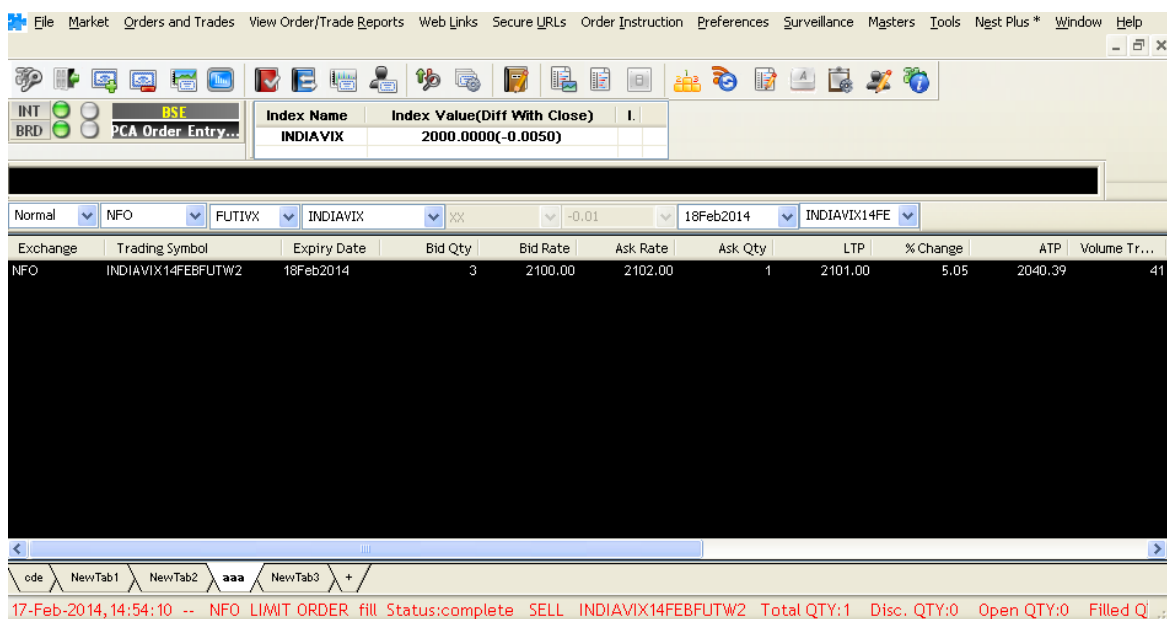 File Market Orders and Trades View Order/Trade Reports Web Links Secure URLs Order Instruction Preferences Surveillance Masters Tools Nest Plus * Window Help
INT BSE
BRD PCA Order Entry...
Index Name Index Value(Diff With Close) I.
INDIAVIX 2000.0000(-0.0050)
Normal NFO FUTIVX INDIAVIX XX -0.01 18Feb2014 INDIAVIX14FE
Exchange Trading Symbol Expiry Date Bid Qty Bid Rate Ask Rate Ask Qty LTP % Change ATP Volume Tr...
NFO INDIAVIX14FEBFUTW2 18Feb2014 3 2100.00 2102.00 1 2101.00 5.05 2040.39 41
cde NewTab1 NewTab2 aaa NewTab3 +
17-Feb-2014,14:54:10 -- NFO LIMIT ORDER fill Status:complete SELL INDIAVIX14FEBFUTW2 Total QTY:1 Disc. QTY:0 Open QTY:0 Filled Q